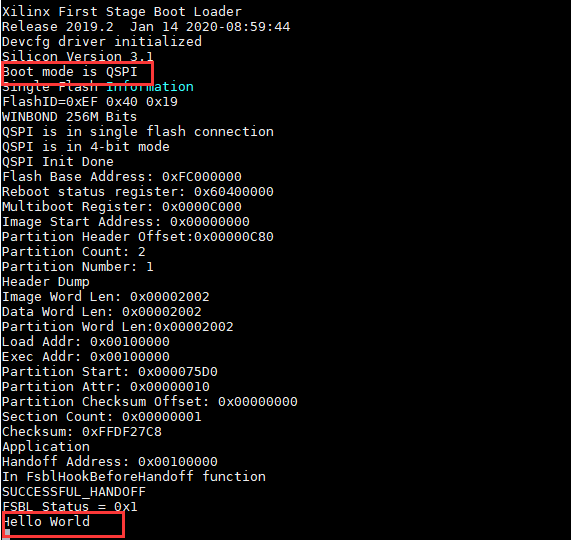 Xilinx First Stage Boot Loader
Release 2019.2  Jan 14 2020-08:59:44
Devcfg driver initialized
Silicon Version 3.1
Boot mode is QSPI
Single Flash Information
FlashID=0xEF 0x40 0x19
WINBOND 256M Bits
QSPI is in single flash connection
QSPI is in 4-bit mode
QSPI Init Done
Flash Base Address: 0xFC000000
Reboot status register: 0x60400000
Multiboot Register: 0x0000C000
Image Start Address: 0x00000000
Partition Header Offset:0x00000C80
Partition Count: 2
Partition Number: 1
Header Dump
Image Word Len: 0x00002002
Data Word Len: 0x00002002
Partition Word Len:0x00002002
Load Addr: 0x00100000
Exec Addr: 0x00100000
Partition Start: 0x000075D0
Partition Attr: 0x00000010
Partition Checksum Offset: 0x00000000
Section Count: 0x00000001
Checksum: 0xFFDF27C8
Application
Handoff Address: 0x00100000
In FsblHookBeforeHandoff function
SUCCESSFUL_HANDOFF
FSBL Status = 0x1
Hello World